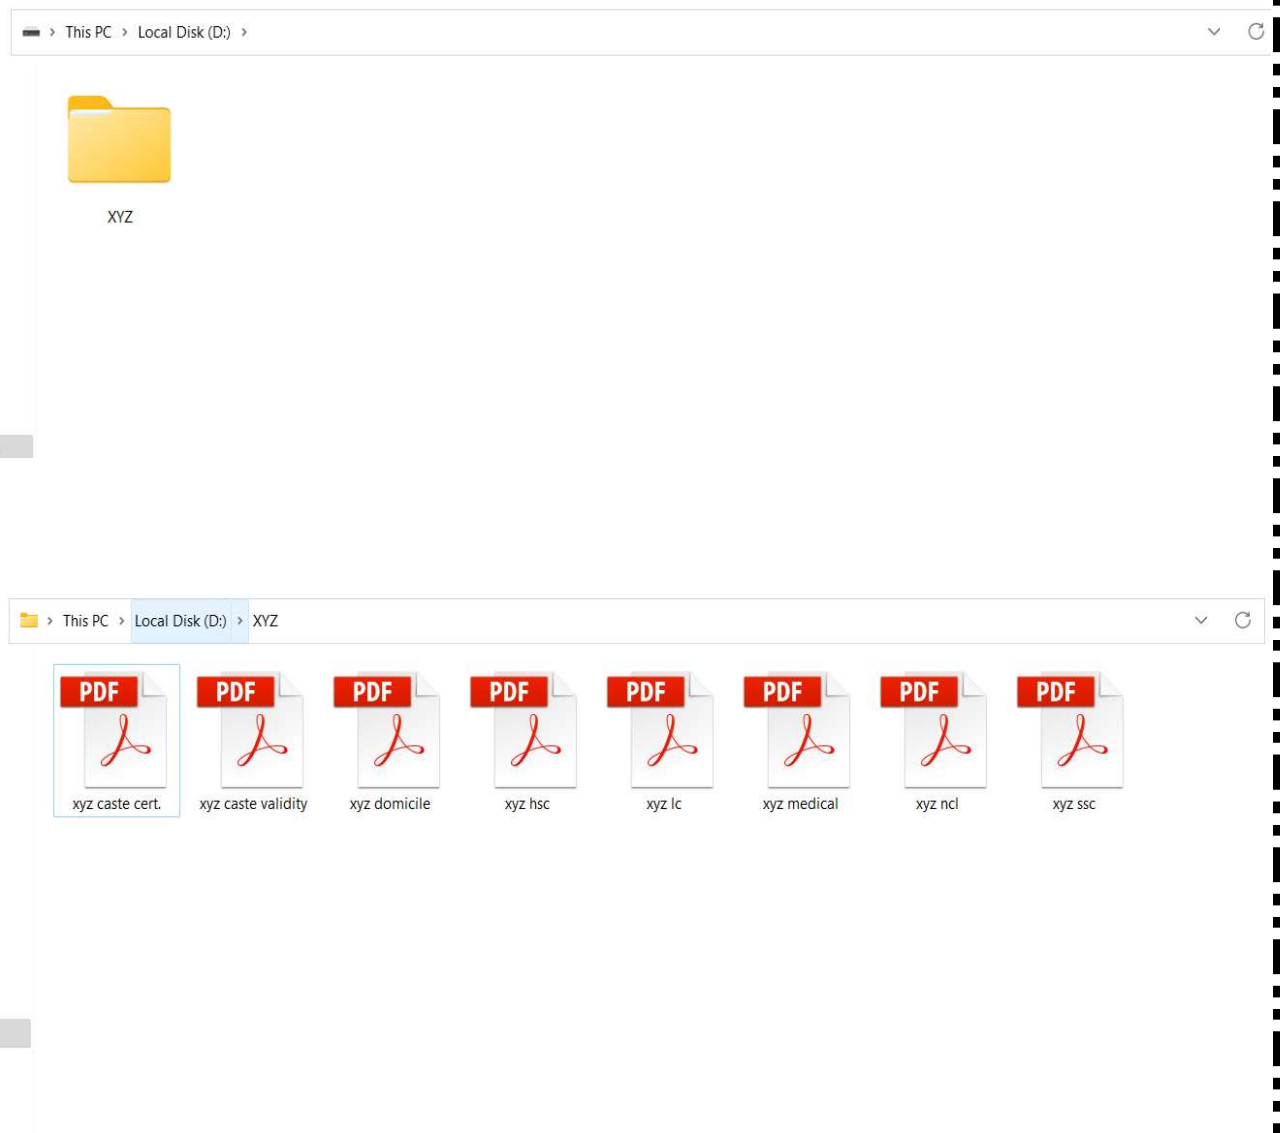 This PC > Local Disk (D:) >
XYZ
This PC > Local Disk (D:) > XYZ
PDF PDF PDF PDF PDF PDF PDF PDF
xyz caste cert. xyz caste validity xyz domicile xyz hsc xyz lc xyz medical xyz ncl xyz ssc